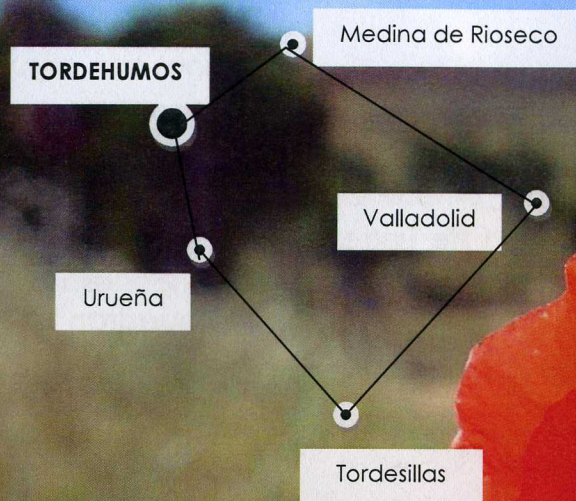 Medina de Rioseco
TORDEHUMOS
Valladolid
Urueña
Tordesillas